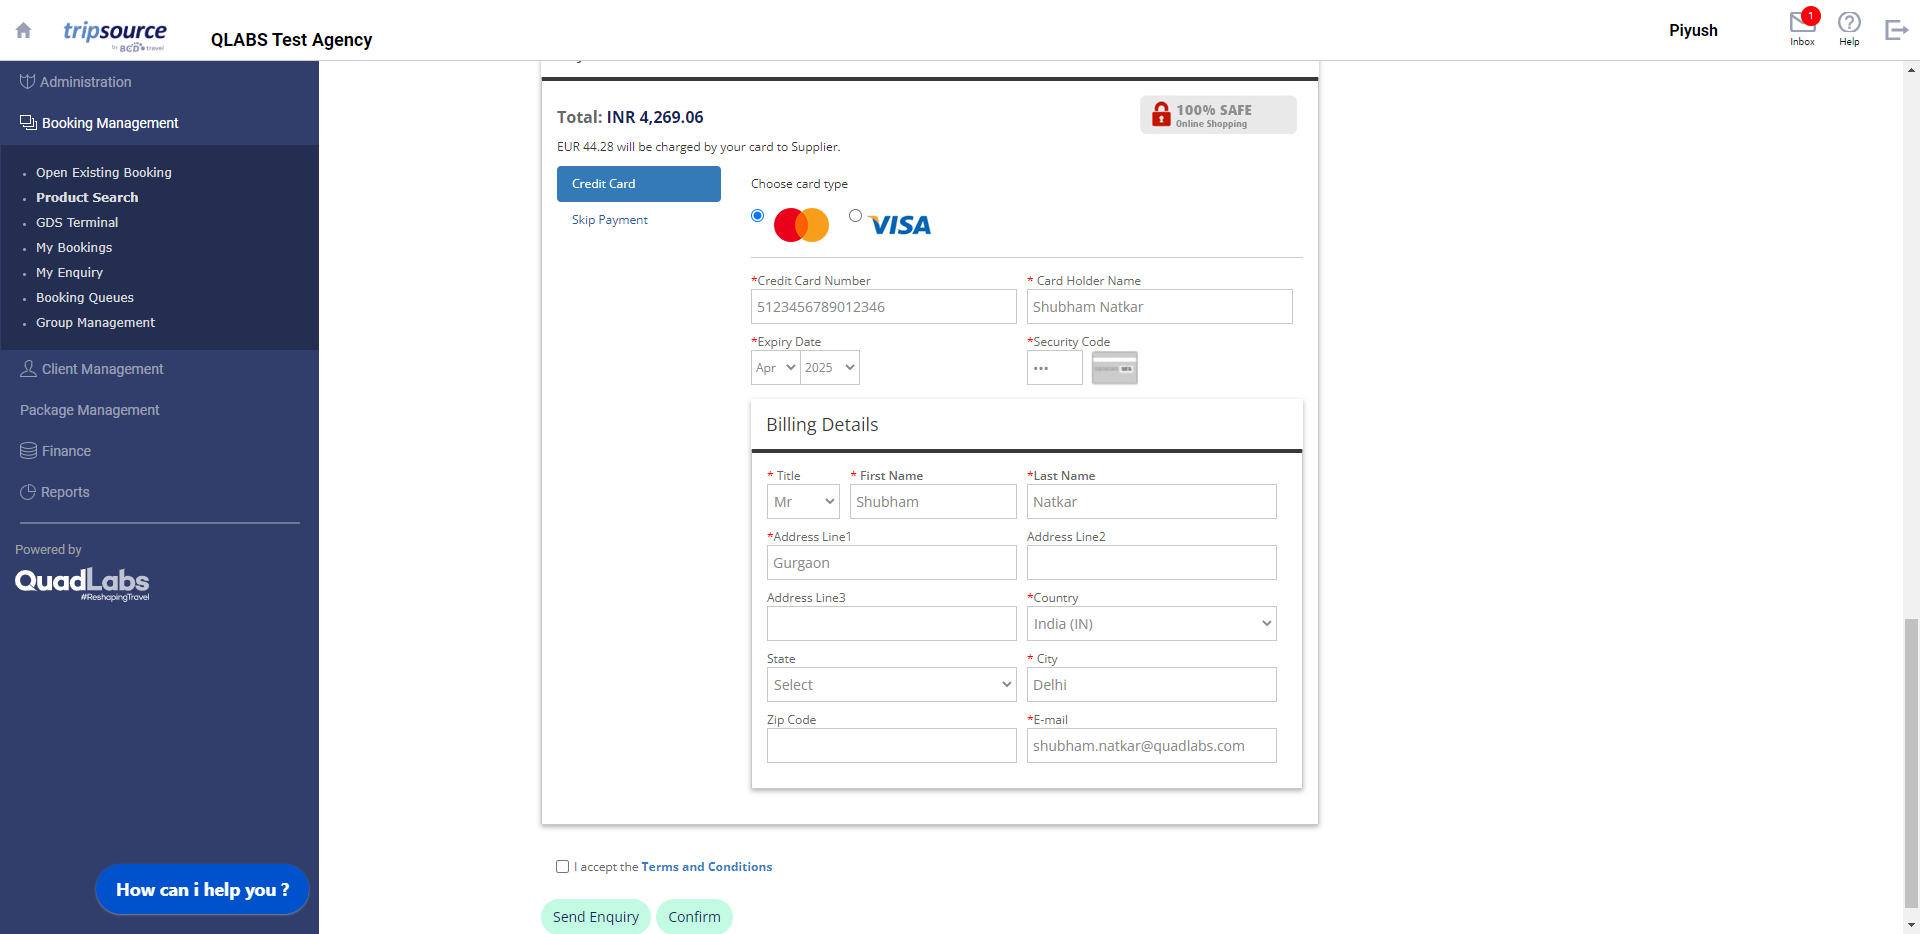 tripsource
by BCD travel
QLABS Test Agency
Piyush
1
Inbox
Help
Administration
Booking Management
Open Existing Booking
Product Search
GDS Terminal
My Bookings
My Enquiry
Booking Queues
Group Management
Client Management
Package Management
Finance
Reports
Powered by
QuadLabs
#ReshapingTravel
How can i help you ?
Total: INR 4,269.06
100% SAFE
Online Shopping
EUR 44.28 will be charged by your card to Supplier.
Credit Card
Skip Payment
Choose card type
VISA
*Credit Card Number
* Card Holder Name
5123456789012346
Shubham Natkar
*Expiry Date
*Security Code
Apr
2025
•••
Billing Details
* Title
* First Name
*Last Name
Mr
Shubham
Natkar
*Address Line1
Address Line2
Gurgaon
Address Line3
*Country
India (IN)
State
* City
Select
Delhi
Zip Code
*E-mail
shubham.natkar@quadlabs.com
I accept the Terms and Conditions
Send Enquiry
Confirm